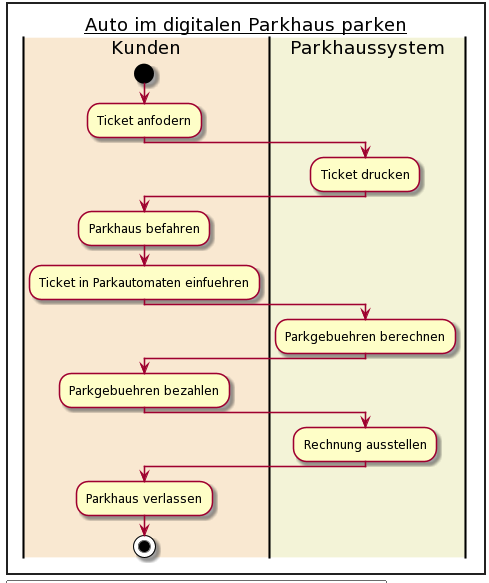 Auto im digitalen Parkhaus parken
Kunden
Parkhaussystem
Ticket anfodern
Ticket drucken
Parkhaus befahren
Ticket in Parkautomaten einfuehren
Parkgebuehren berechnen
Parkgebuehren bezahlen
Rechnung ausstellen
Parkhaus verlassen